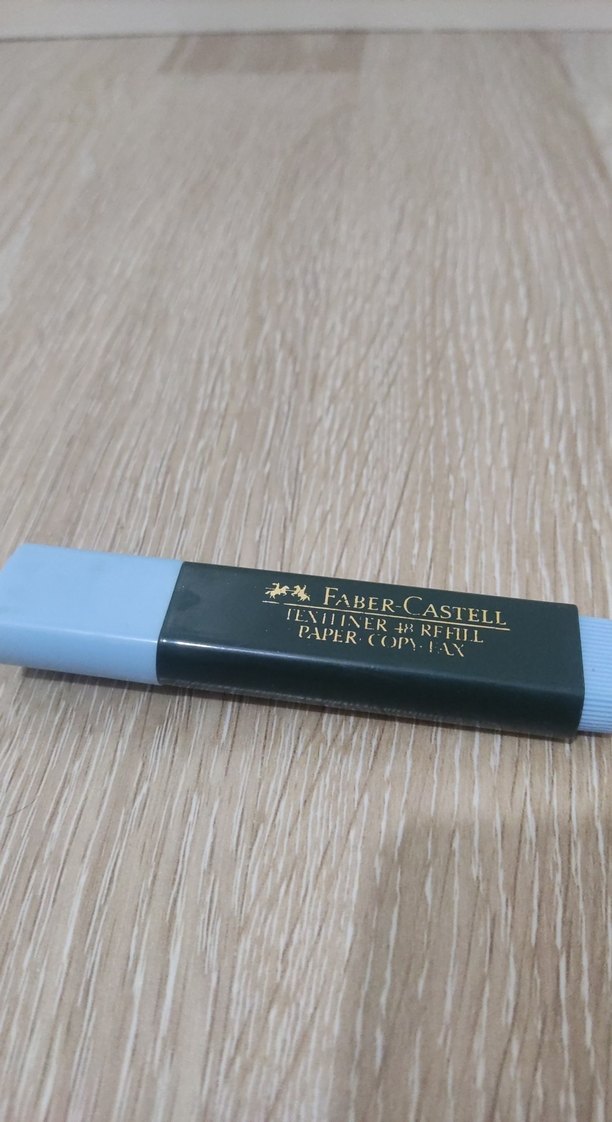 FABER-CASTELL
TEXTLINER 48 REFILL
PAPER·COPY·FAX